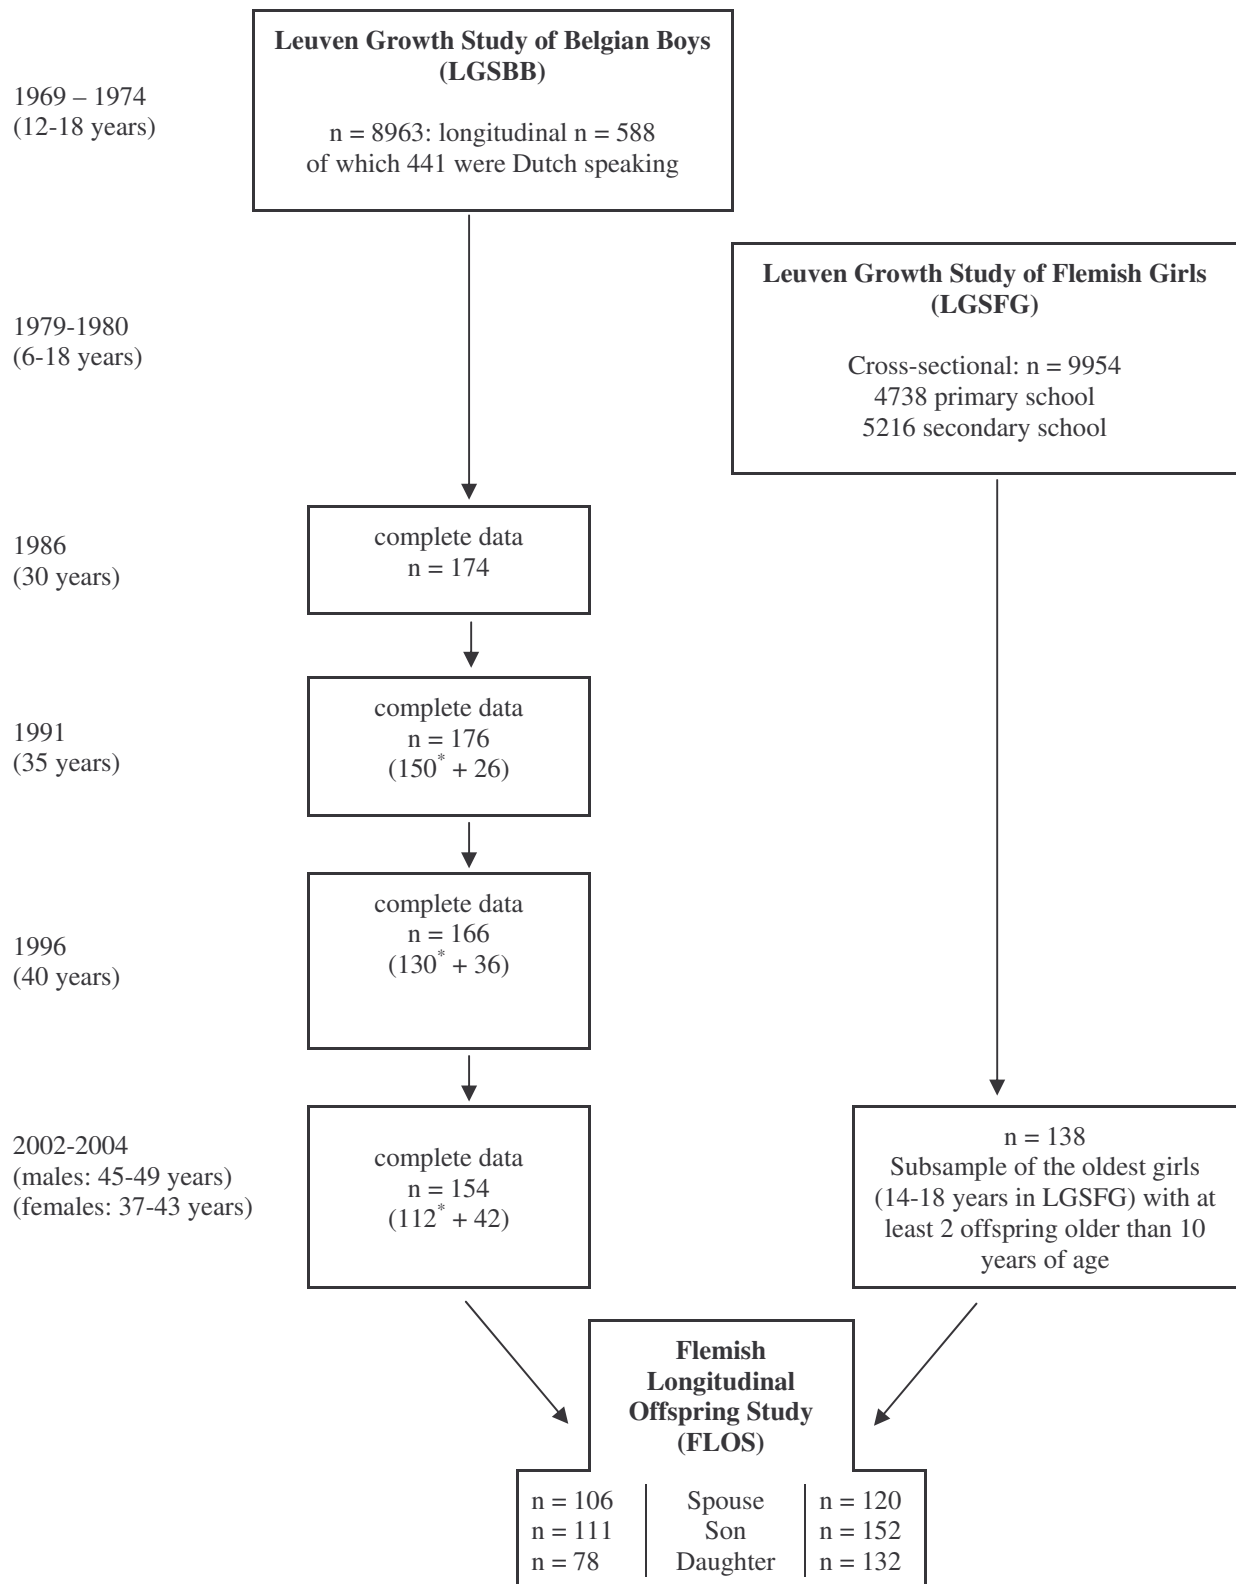 Leuven Growth Study of Belgian Boys
(LGSBB)
1969 – 1974
(12-18 years)
n = 8963: longitudinal n = 588
of which 441 were Dutch speaking
Leuven Growth Study of Flemish Girls
(LGSFG)
1979-1980
(6-18 years)
Cross-sectional: n = 9954
4738 primary school
5216 secondary school
1986
(30 years)
complete data
n = 174
1991
(35 years)
complete data
n = 176
(150* + 26)
1996
(40 years)
complete data
n = 166
(130* + 36)
2002-2004
(males: 45-49 years)
(females: 37-43 years)
complete data
n = 154
(112* + 42)
n = 138
Subsample of the oldest girls
(14-18 years in LGSFG) with at
least 2 offspring older than 10
years of age
Flemish
Longitudinal
Offspring Study
(FLOS)
n = 106 Spouse n = 120
n = 111 Son n = 152
n = 78 Daughter n = 132